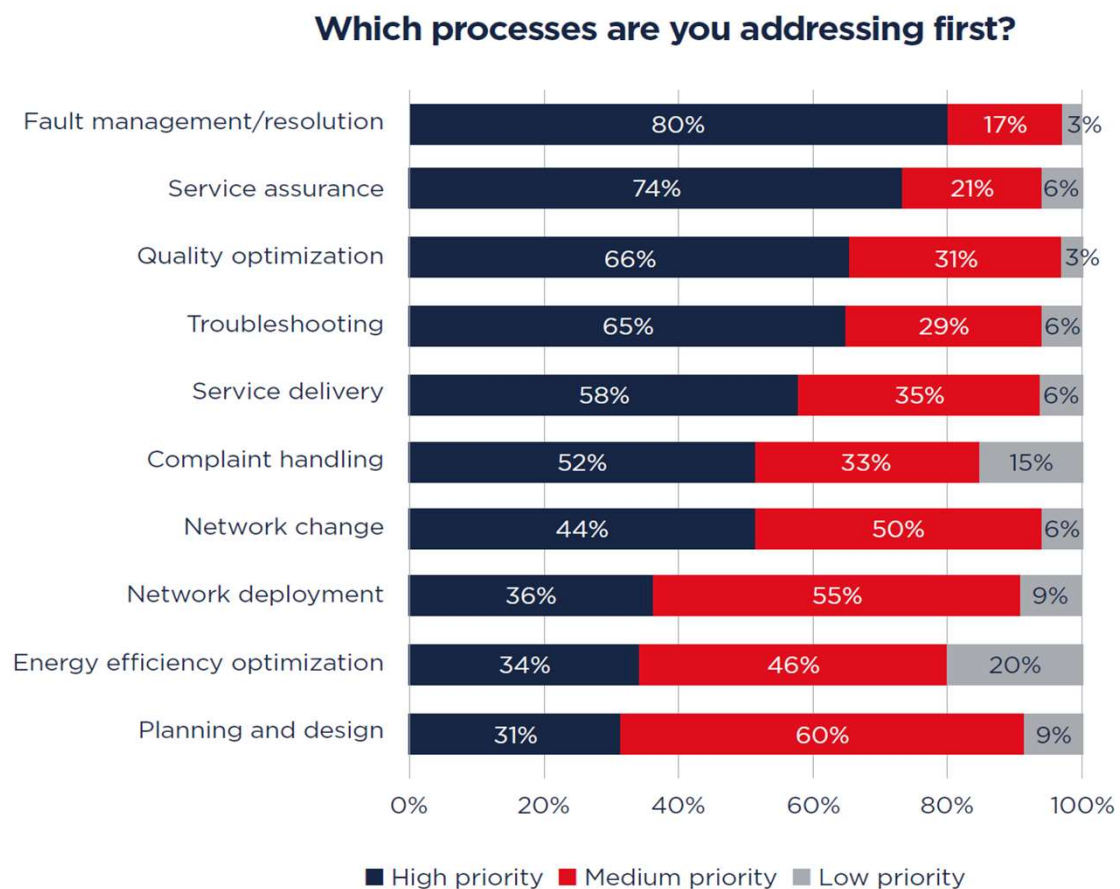 Which processes are you addressing first?
Fault management/resolution 80% 17% 3%
Service assurance 74% 21% 6%
Quality optimization 66% 31% 3%
Troubleshooting 65% 29% 6%
Service delivery 58% 35% 6%
Complaint handling 52% 33% 15%
Network change 44% 50% 6%
Network deployment 36% 55% 9%
Energy efficiency optimization 34% 46% 20%
Planning and design 31% 60% 9%
0% 20% 40% 60% 80% 100%
High priority Medium priority Low priority